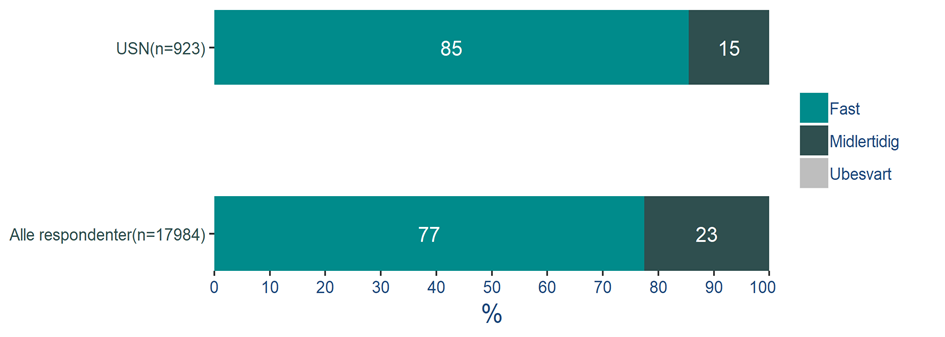 USN(n=923)
85
15
Fast
Midlertidig
Ubesvart
Alle respondenter(n=17984)
77
23
0 10 20 30 40 50 60 70 80 90 100
%